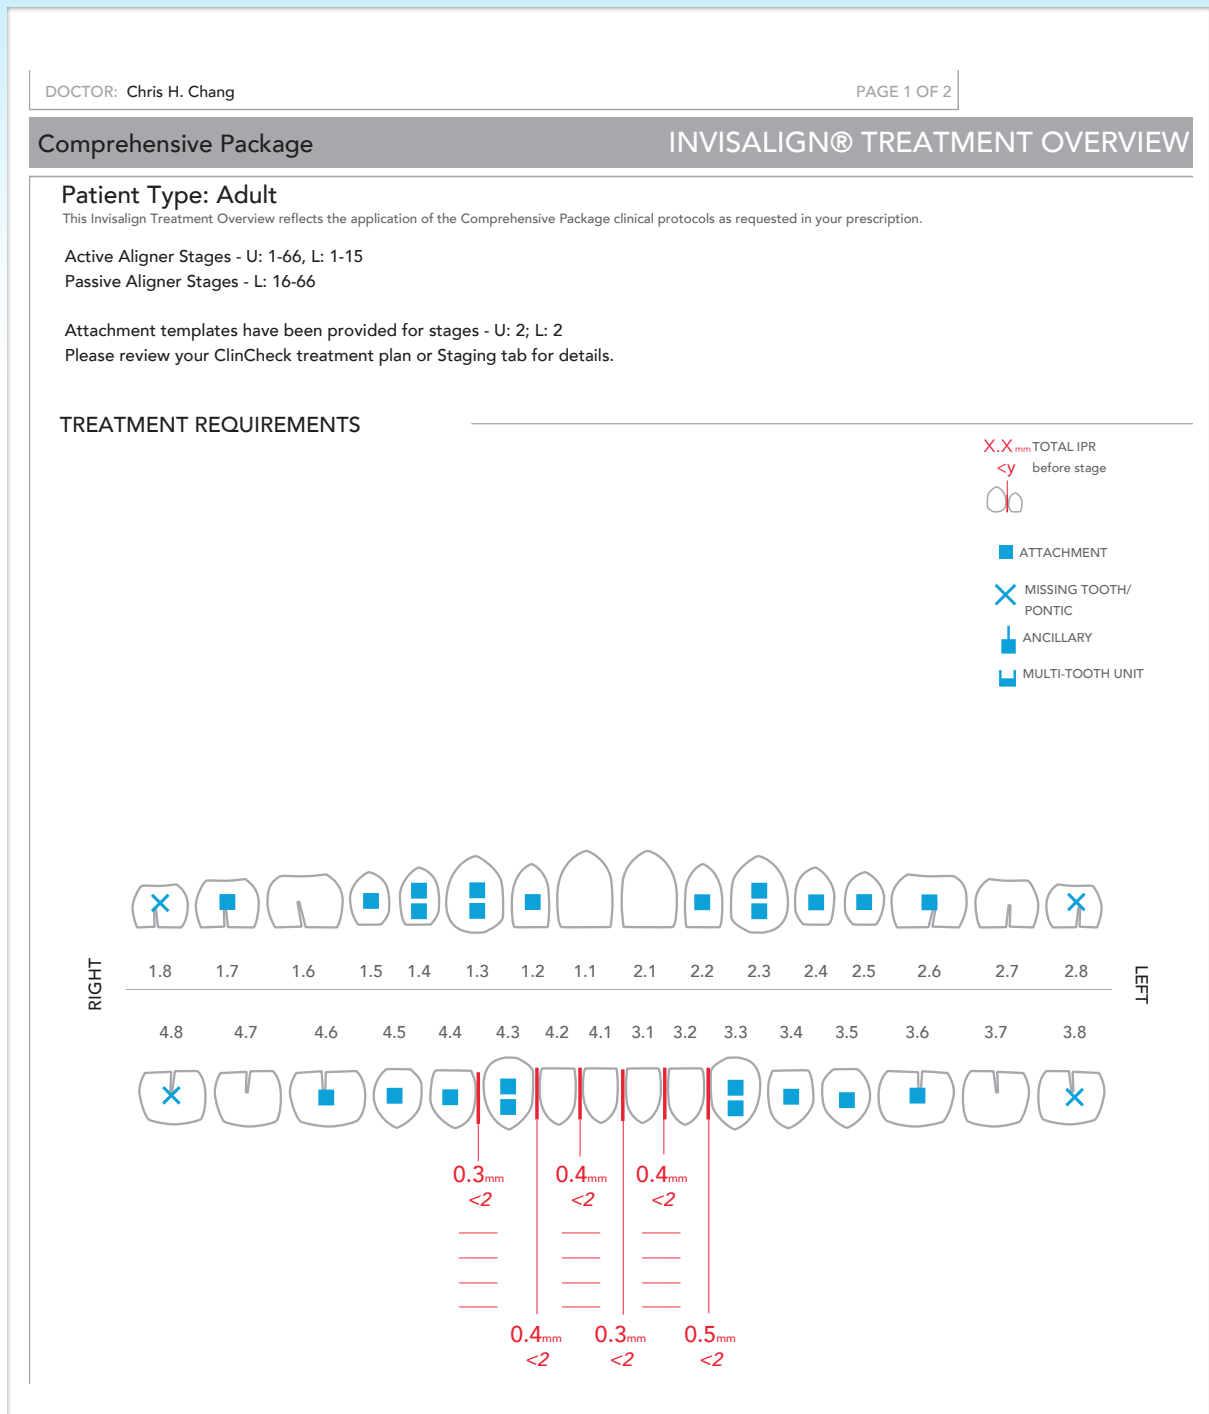 DOCTOR: Chris H. Chang PAGE 1 OF 2
Comprehensive Package INVISALIGN® TREATMENT OVERVIEW
Patient Type: Adult
This Invisalign Treatment Overview reflects the application of the Comprehensive Package clinical protocols as requested in your prescription.
Active Aligner Stages - U: 1-66, L: 1-15
Passive Aligner Stages - L: 16-66
Attachment templates have been provided for stages - U: 2; L: 2
Please review your ClinCheck treatment plan or Staging tab for details.
TREATMENT REQUIREMENTS
X.X mm TOTAL IPR
<y before stage
ATTACHMENT
MISSING TOOTH/
PONTIC
ANCILLARY
MULTI-TOOTH UNIT
RIGHT
1.8 1.7 1.6 1.5 1.4 1.3 1.2 1.1 2.1 2.2 2.3 2.4 2.5 2.6 2.7 2.8
LEFT
4.8 4.7 4.6 4.5 4.4 4.3 4.2 4.1 3.1 3.2 3.3 3.4 3.5 3.6 3.7 3.8
0.3mm 0.4mm 0.4mm
<2 <2 <2
0.4mm 0.3mm 0.5mm
<2 <2 <2